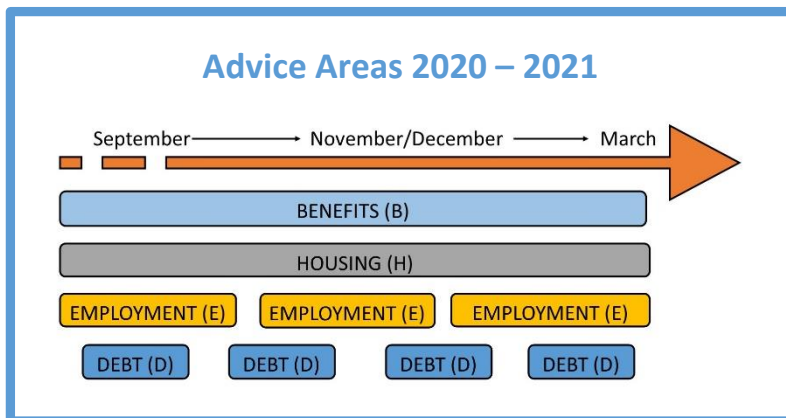 Advice Areas 2020 – 2021
September November/December March
BENEFITS (B)
HOUSING (H)
EMPLOYMENT (E) EMPLOYMENT (E) EMPLOYMENT (E)
DEBT (D) DEBT (D) DEBT (D) DEBT (D)